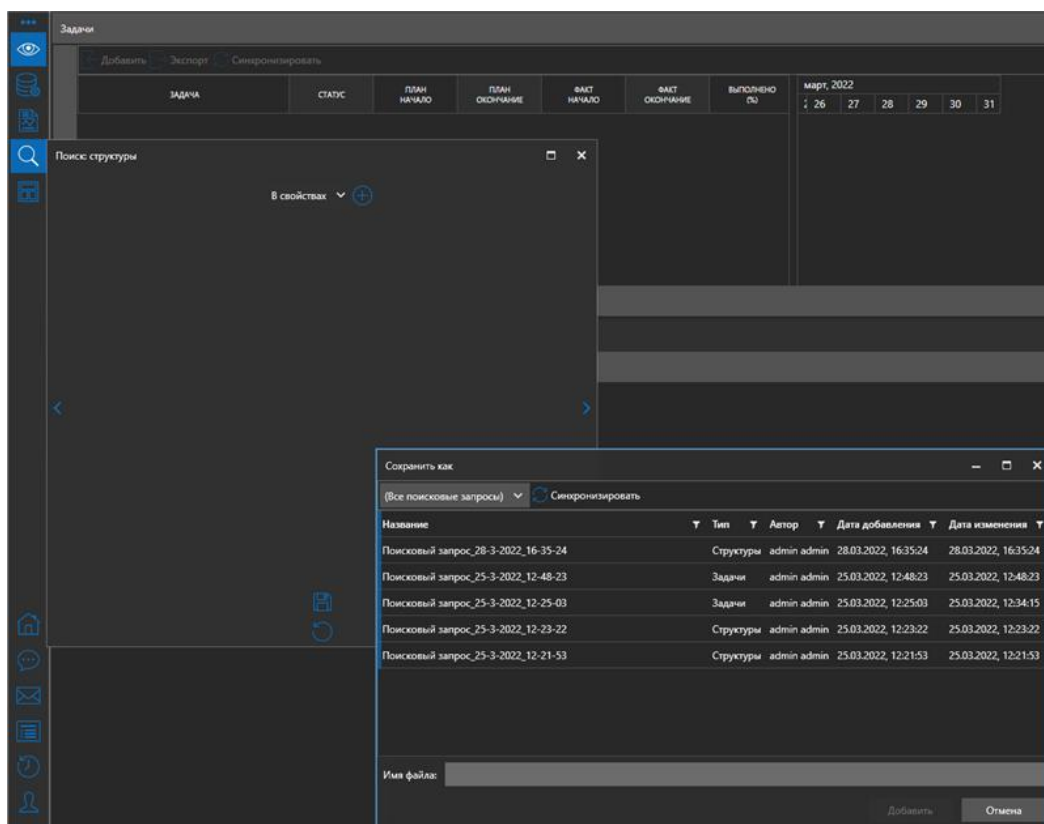 Задачи
Добавить Экспорт Синхронизировать
ЗАДАЧА СТАТУС ПЛАН НАЧАЛО ПЛАН ОКОНЧАНИЕ ФАКТ НАЧАЛО ФАКТ ОКОНЧАНИЕ ВЫПОЛНЕНО (%)
март, 2022
26 27 28 29 30 31
Поиск: структуры
В свойствах
Сохранить как
(Все поисковые запросы) Синхронизировать
Название Тип Автор Дата добавления Дата изменения
Поисковый запрос_28-3-2022_16-35-24 Структуры admin admin 28.03.2022, 16:35:24 28.03.2022, 16:35:24
Поисковый запрос_25-3-2022_12-48-23 Задачи admin admin 25.03.2022, 12:48:23 25.03.2022, 12:48:23
Поисковый запрос_25-3-2022_12-25-03 Задачи admin admin 25.03.2022, 12:25:03 25.03.2022, 12:34:15
Поисковый запрос_25-3-2022_12-23-22 Структуры admin admin 25.03.2022, 12:23:22 25.03.2022, 12:23:22
Поисковый запрос_25-3-2022_12-21-53 Структуры admin admin 25.03.2022, 12:21:53 25.03.2022, 12:21:53
Имя файла:
Добавить Отмена